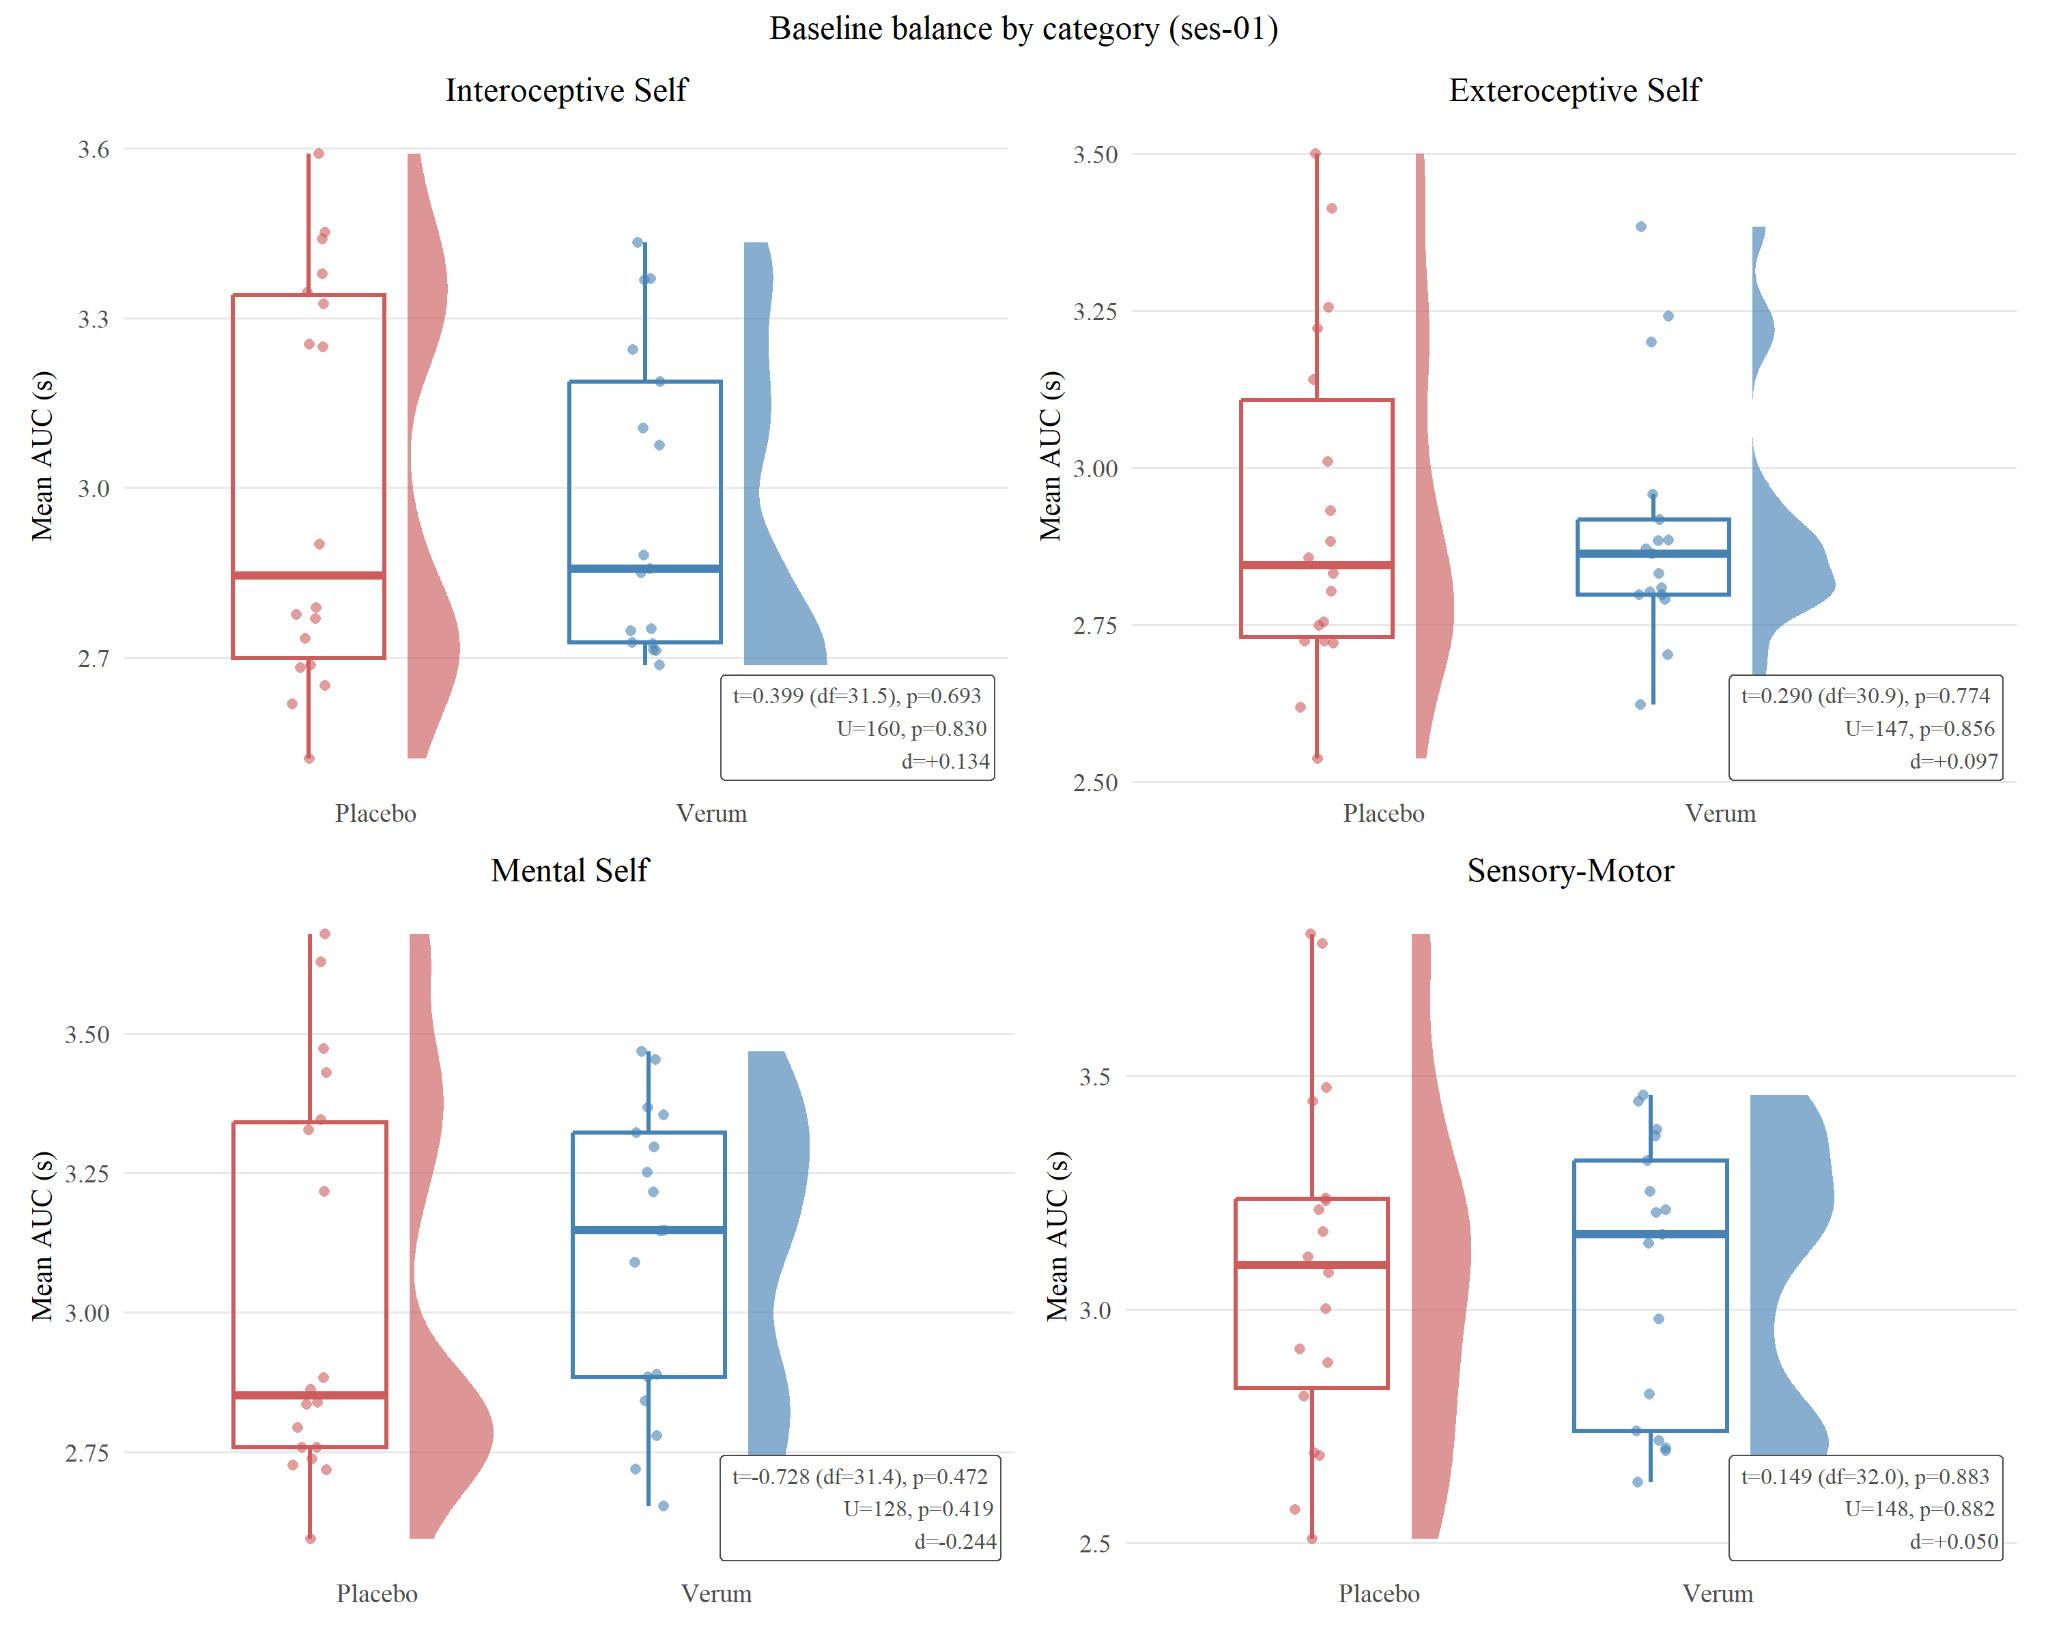 Baseline balance by category (ses-01)
Interoceptive Self
Mean AUC (s)
3.6
3.3
3.0
2.7
t=0.399 (df=31.5), p=0.693
U=160, p=0.830
d=+0.134
Placebo
Verum
Exteroceptive Self
Mean AUC (s)
3.50
3.25
3.00
2.75
2.50
t=0.290 (df=30.9), p=0.774
U=147, p=0.856
d=+0.097
Placebo
Verum
Mental Self
Mean AUC (s)
3.50
3.25
3.00
2.75
t=-0.728 (df=31.4), p=0.472
U=128, p=0.419
d=-0.244
Placebo
Verum
Sensory-Motor
Mean AUC (s)
3.5
3.0
2.5
t=0.149 (df=32.0), p=0.883
U=148, p=0.882
d=+0.050
Placebo
Verum